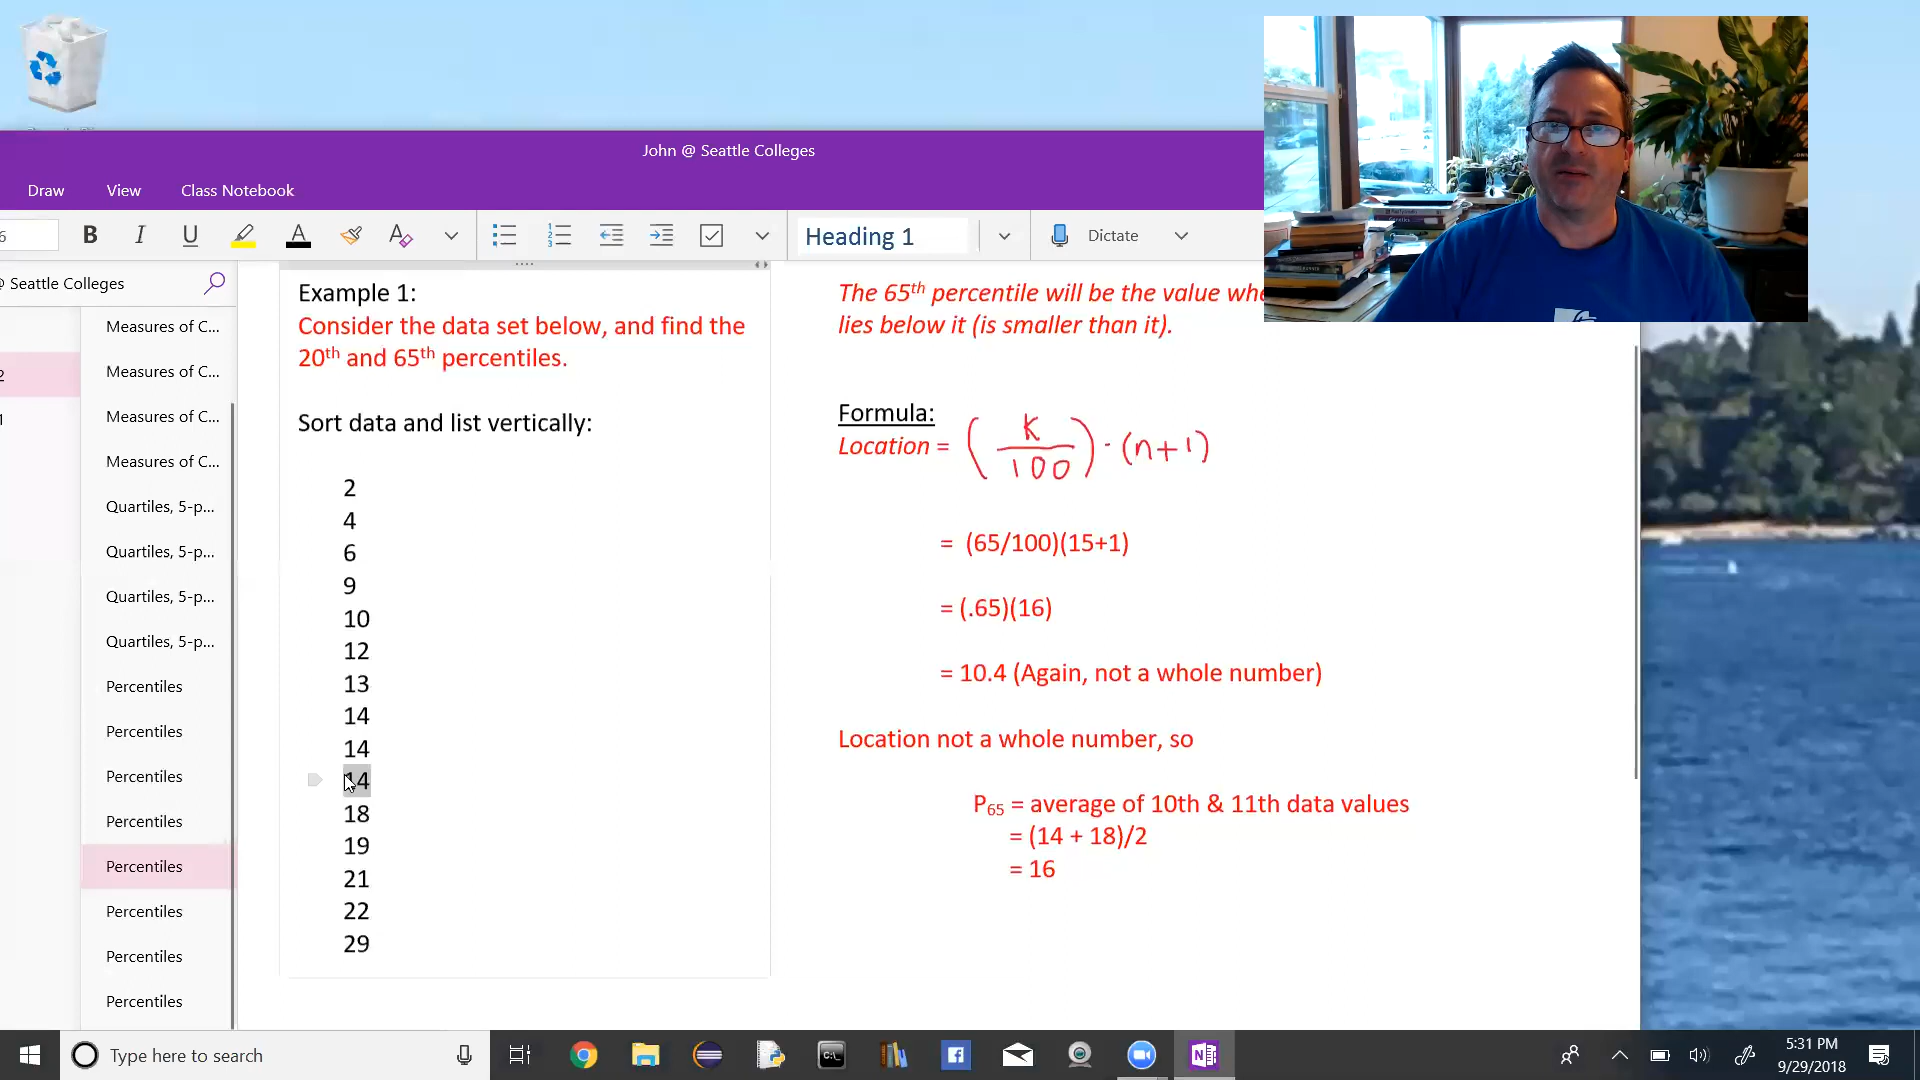 John @ Seattle Colleges
Draw View Class Notebook
6 B I U A A Heading 1 Dictate
@ Seattle Colleges
2
1
Measures of C...
Measures of C...
Measures of C...
Measures of C...
Quartiles, 5-p...
Quartiles, 5-p...
Quartiles, 5-p...
Quartiles, 5-p...
Percentiles
Percentiles
Percentiles
Percentiles
Percentiles
Percentiles
Percentiles
Percentiles
Example 1:
Consider the data set below, and find the
20th and 65th percentiles.
Sort data and list vertically:
2
4
6
9
10
12
13
14
14
14
18
19
21
22
29
The 65th percentile will be the value
lies below it (is smaller than it).
Formula:
Location = (K/100) · (n+1)
= (65/100)(15+1)
= (.65)(16)
= 10.4 (Again, not a whole number)
Location not a whole number, so
P65 = average of 10th & 11th data values
= (14 + 18)/2
= 16
Type here to search
5:31 PM
9/29/2018